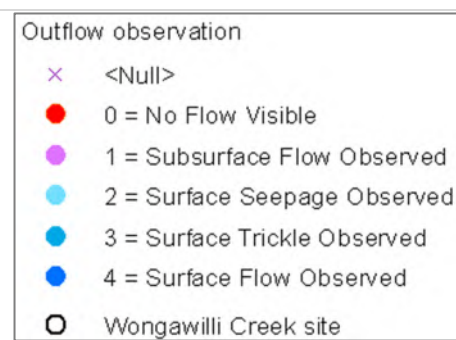 Outflow observation
<Null>
0 = No Flow Visible
1 = Subsurface Flow Observed
2 = Surface Seepage Observed
3 = Surface Trickle Observed
4 = Surface Flow Observed
Wongawilli Creek site